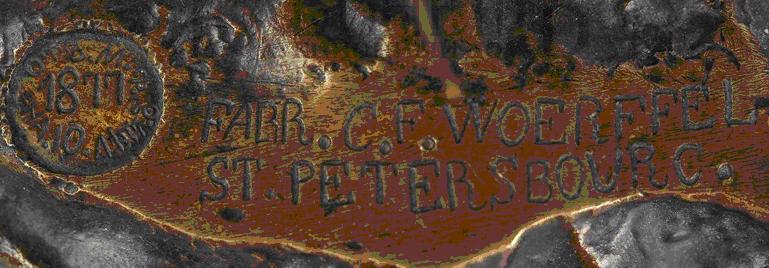 1877
FABR. C. F. WOERFFEL.
ST. PETERSBOURG.